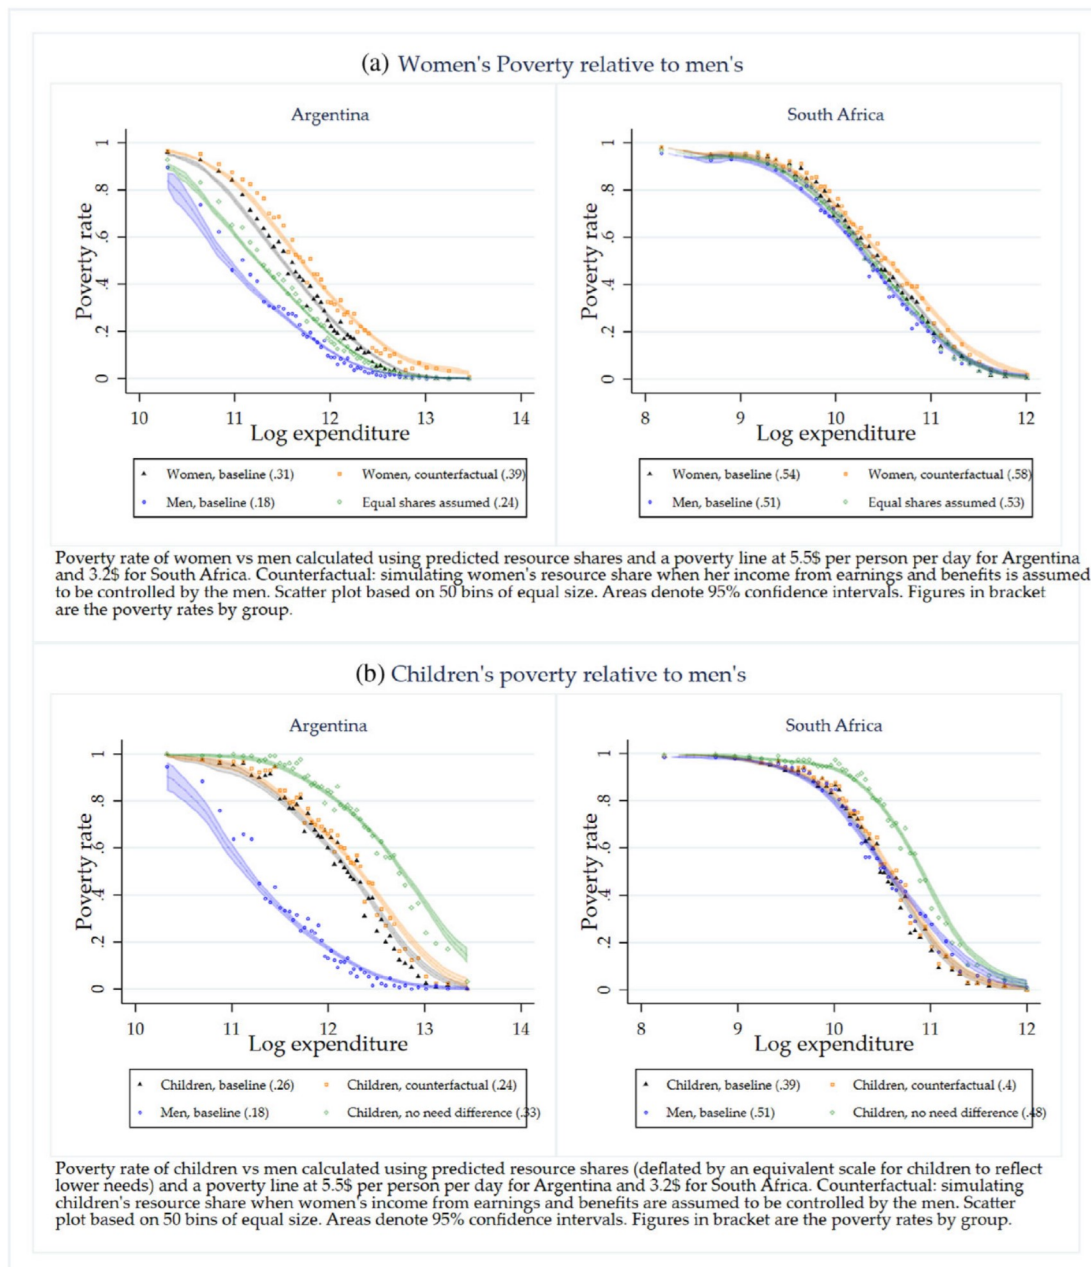 (a) Women's Poverty relative to men's
Argentina
Poverty rate
1
.8
.6
.4
.2
0
10 11 12 13 14
Log expenditure
Women, baseline (.31) Women, counterfactual (.39)
Men, baseline (.18) Equal shares assumed (.24)
South Africa
Poverty rate
1
.8
.6
.4
.2
0
8 9 10 11 12
Log expenditure
Women, baseline (.54) Women, counterfactual (.58)
Men, baseline (.51) Equal shares assumed (.53)
Poverty rate of women vs men calculated using predicted resource shares and a poverty line at 5.5$ per person per day for Argentina
and 3.2$ for South Africa. Counterfactual: simulating women's resource share when her income from earnings and benefits is assumed
to be controlled by the men. Scatter plot based on 50 bins of equal size. Areas denote 95% confidence intervals. Figures in bracket
are the poverty rates by group.
(b) Children's poverty relative to men's
Argentina
Poverty rate
1
.8
.6
.4
.2
0
10 11 12 13 14
Log expenditure
Children, baseline (.26) Children, counterfactual (.24)
Men, baseline (.18) Children, no need difference (.33)
South Africa
Poverty rate
1
.8
.6
.4
.2
0
8 9 10 11 12
Log expenditure
Children, baseline (.39) Children, counterfactual (.4)
Men, baseline (.51) Children, no need difference (.48)
Poverty rate of children vs men calculated using predicted resource shares (deflated by an equivalent scale for children to reflect
lower needs) and a poverty line at 5.5$ per person per day for Argentina and 3.2$ for South Africa. Counterfactual: simulating
children's resource share when women's income from earnings and benefits are assumed to be controlled by the men. Scatter
plot based on 50 bins of equal size. Areas denote 95% confidence intervals. Figures in bracket are the poverty rates by group.